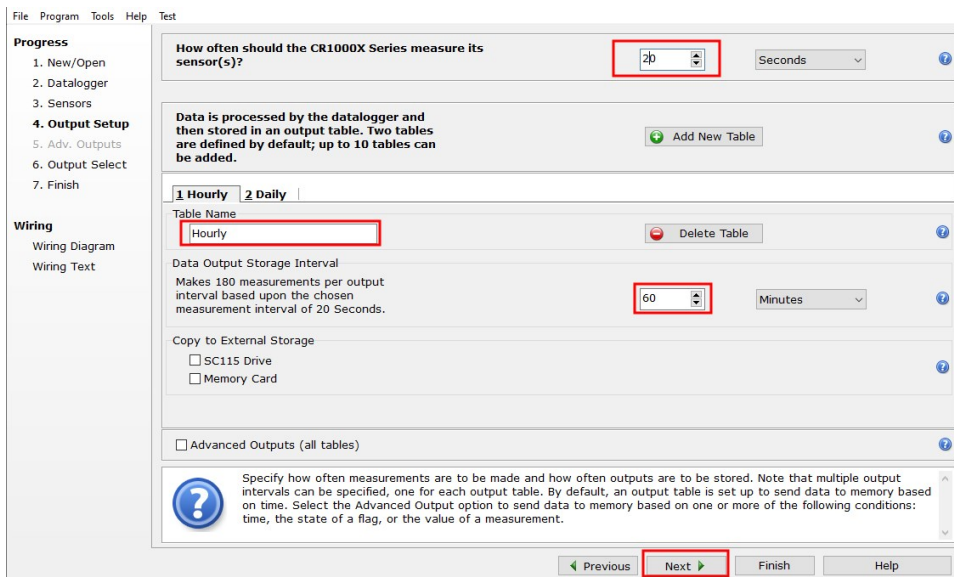 File Program Tools Help Test
Progress
1. New/Open
2. Datalogger
3. Sensors
4. Output Setup
5. Adv. Outputs
6. Output Select
7. Finish
Wiring
Wiring Diagram
Wiring Text
How often should the CR1000X Series measure its
sensor(s)?
20
Seconds
Data is processed by the datalogger and
then stored in an output table. Two tables
are defined by default; up to 10 tables can
be added.
Add New Table
1 Hourly 2 Daily
Table Name
Hourly
Delete Table
Data Output Storage Interval
Makes 180 measurements per output
interval based upon the chosen
measurement interval of 20 Seconds.
60
Minutes
Copy to External Storage
SC115 Drive
Memory Card
Advanced Outputs (all tables)
Specify how often measurements are to be made and how often outputs are to be stored. Note that multiple output
intervals can be specified, one for each output table. By default, an output table is set up to send data to memory based
on time. Select the Advanced Output option to send data to memory based on one or more of the following conditions:
time, the state of a flag, or the value of a measurement.
Previous Next Finish Help